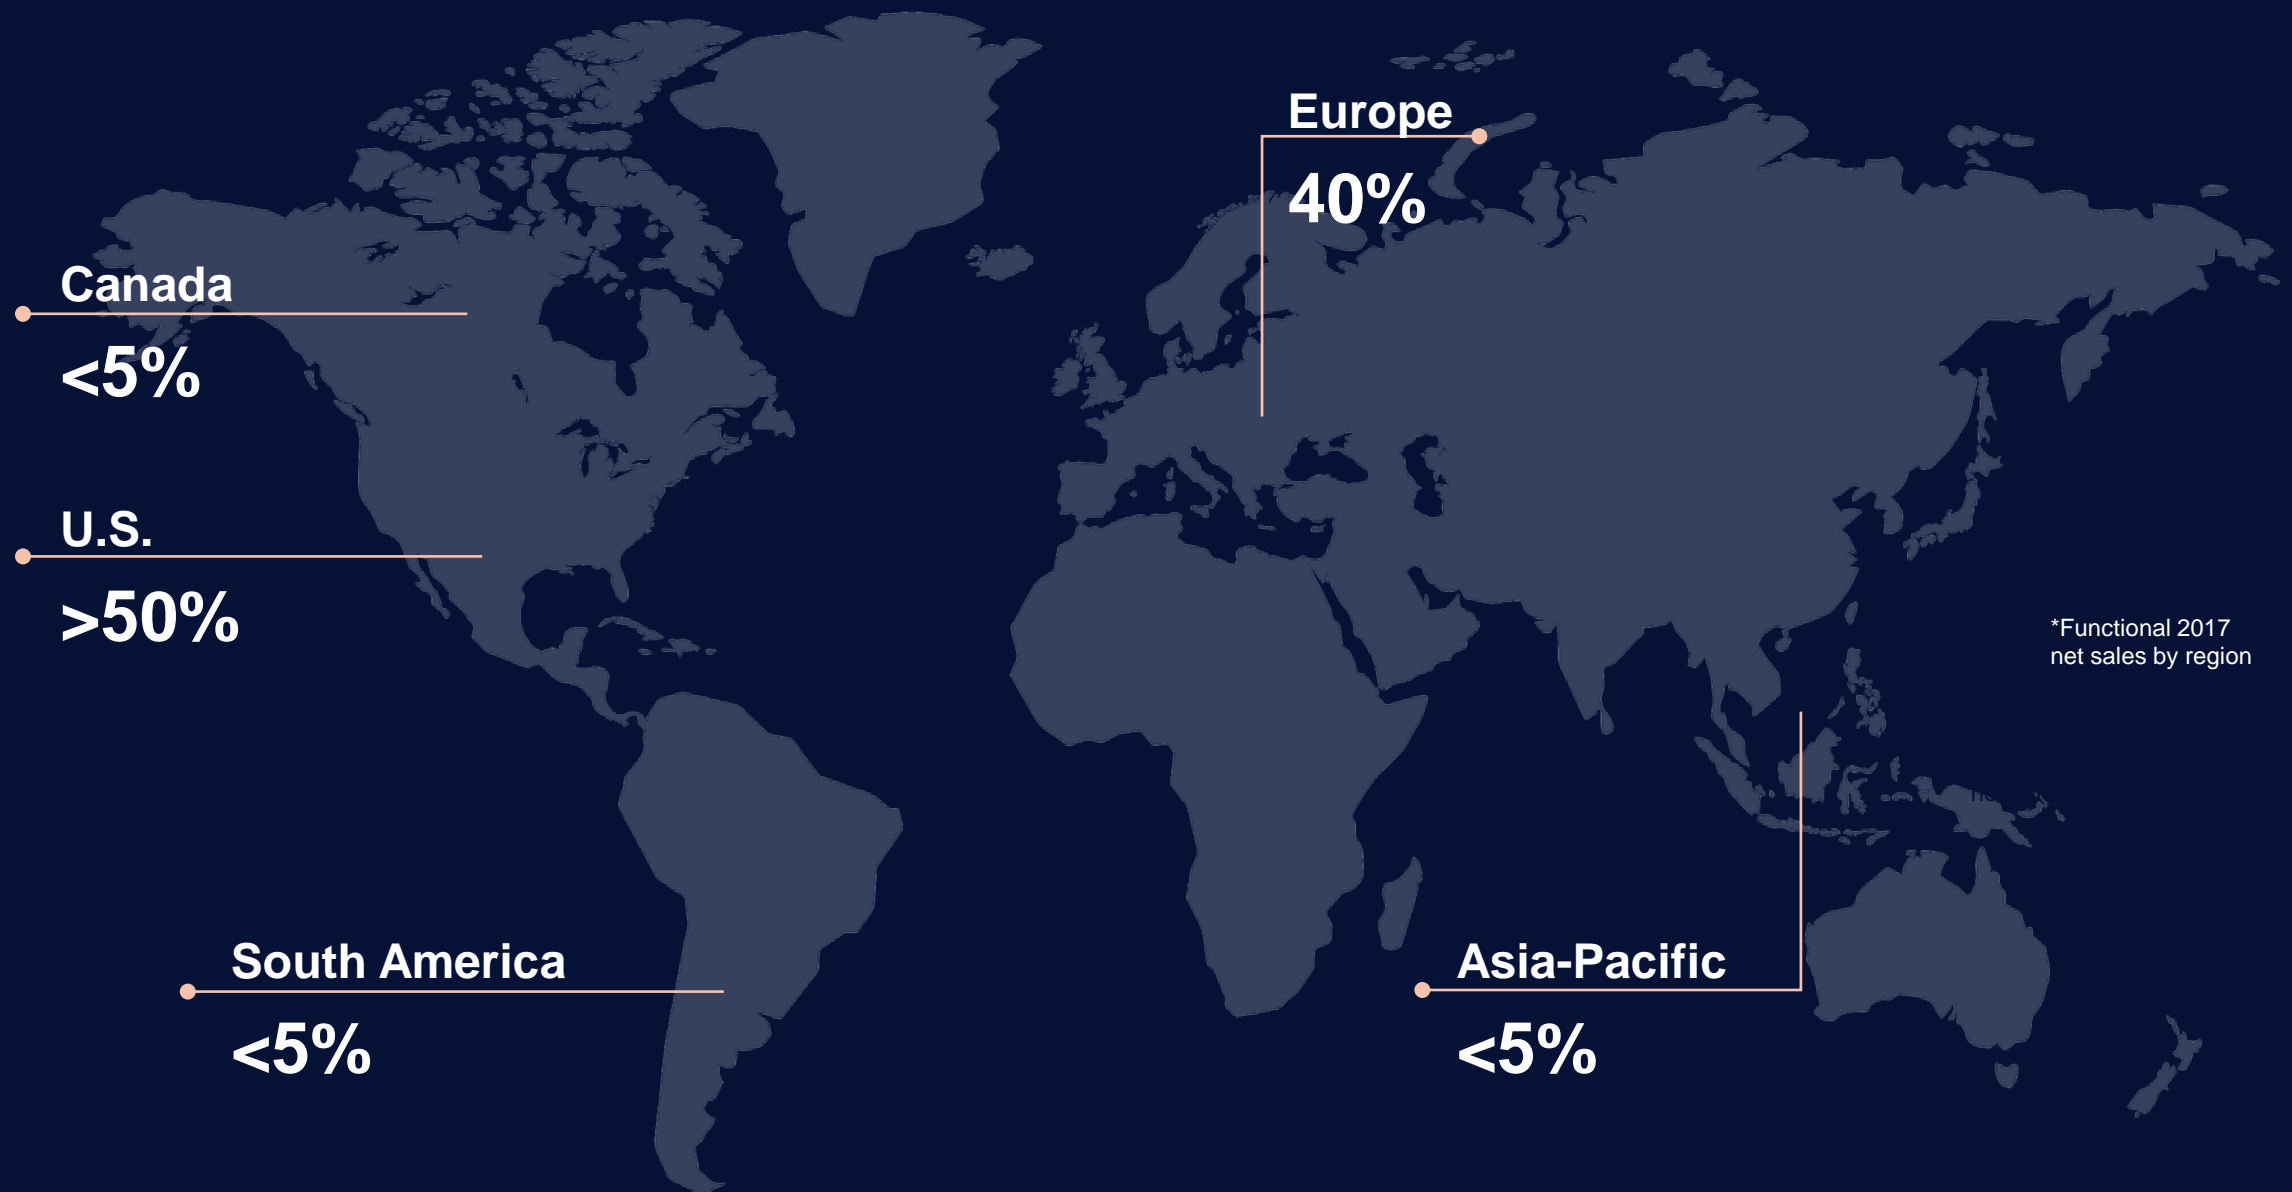 Europe
40%
Canada
<5%
U.S.
>50%
*Functional 2017
net sales by region
South America
<5%
Asia-Pacific
<5%